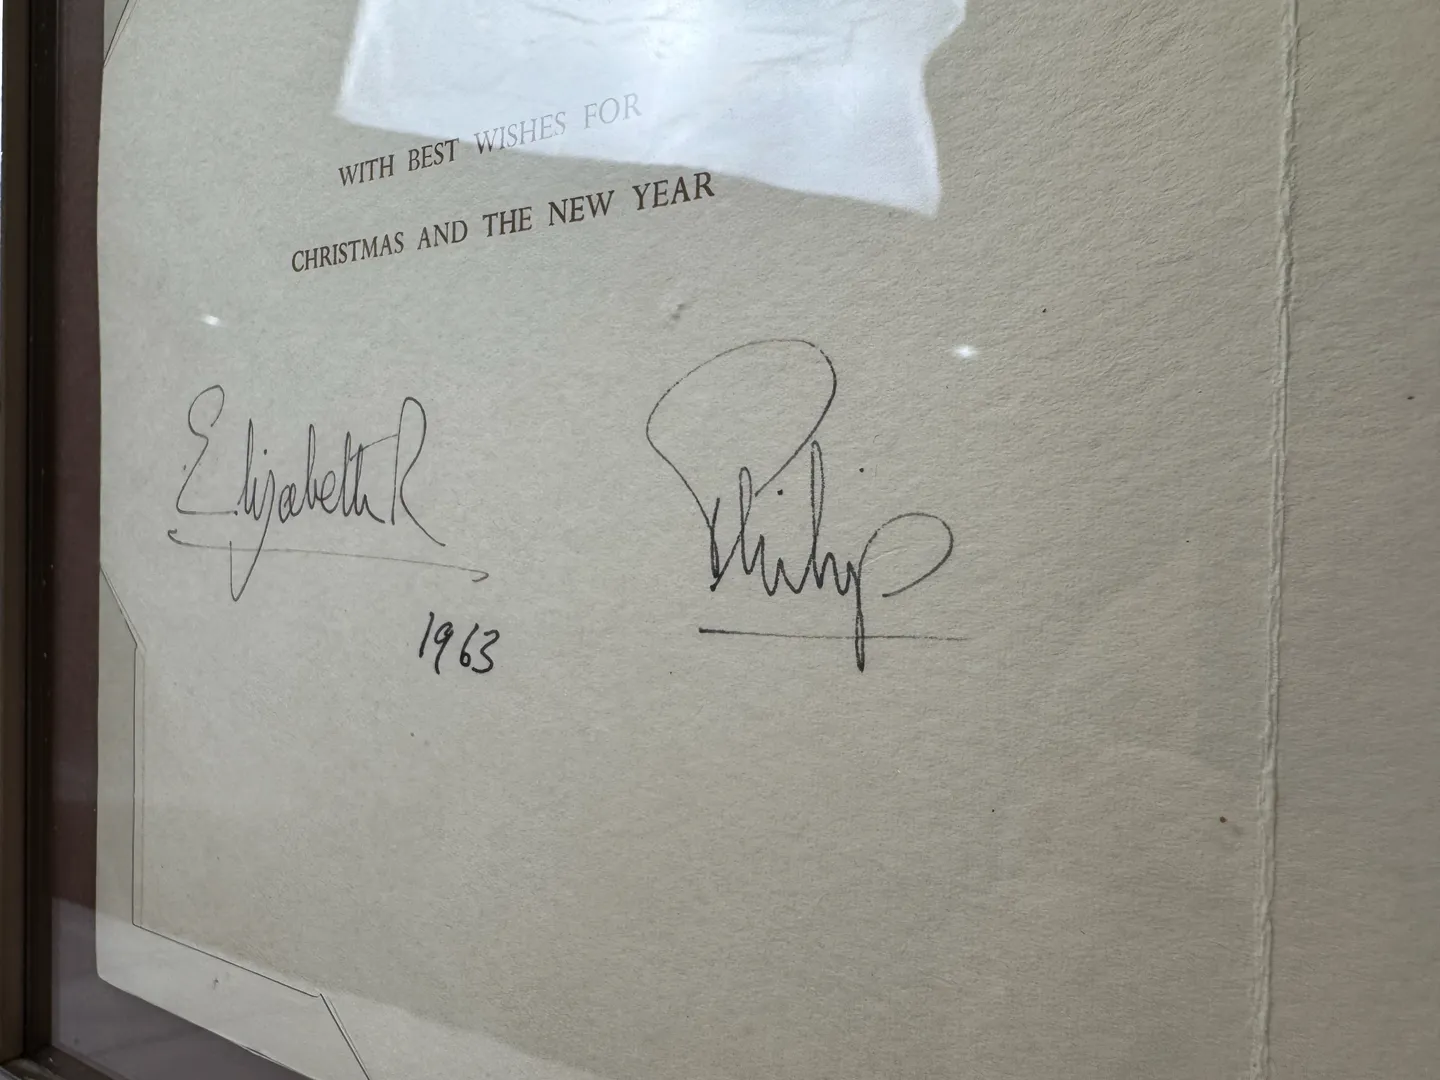 WITH BEST WISHES FOR
CHRISTMAS AND THE NEW YEAR
Elizabeth R
Philip
1963